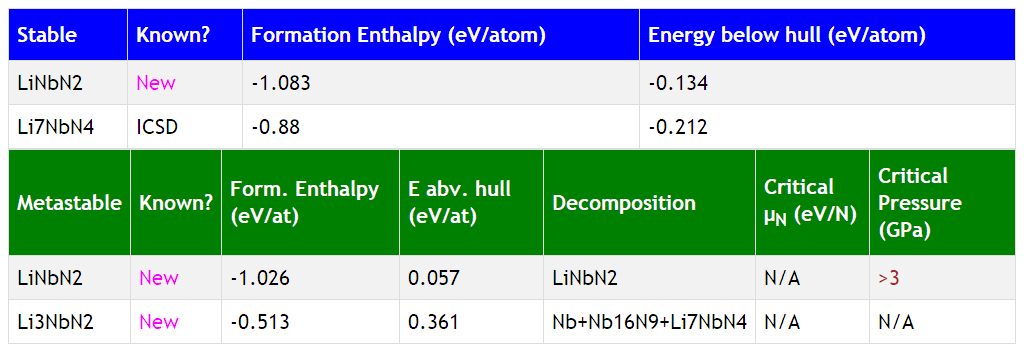 Stable Known? Formation Enthalpy (eV/atom) Energy below hull (eV/atom)
LiNbN2 New -1.083 -0.134
Li7NbN4 ICSD -0.88 -0.212
Metastable Known? Form. Enthalpy (eV/at) E abv. hull (eV/at) Decomposition Critical μN (eV/N) Critical Pressure (GPa)
LiNbN2 New -1.026 0.057 LiNbN2 N/A >3
Li3NbN2 New -0.513 0.361 Nb+Nb16N9+Li7NbN4 N/A N/A